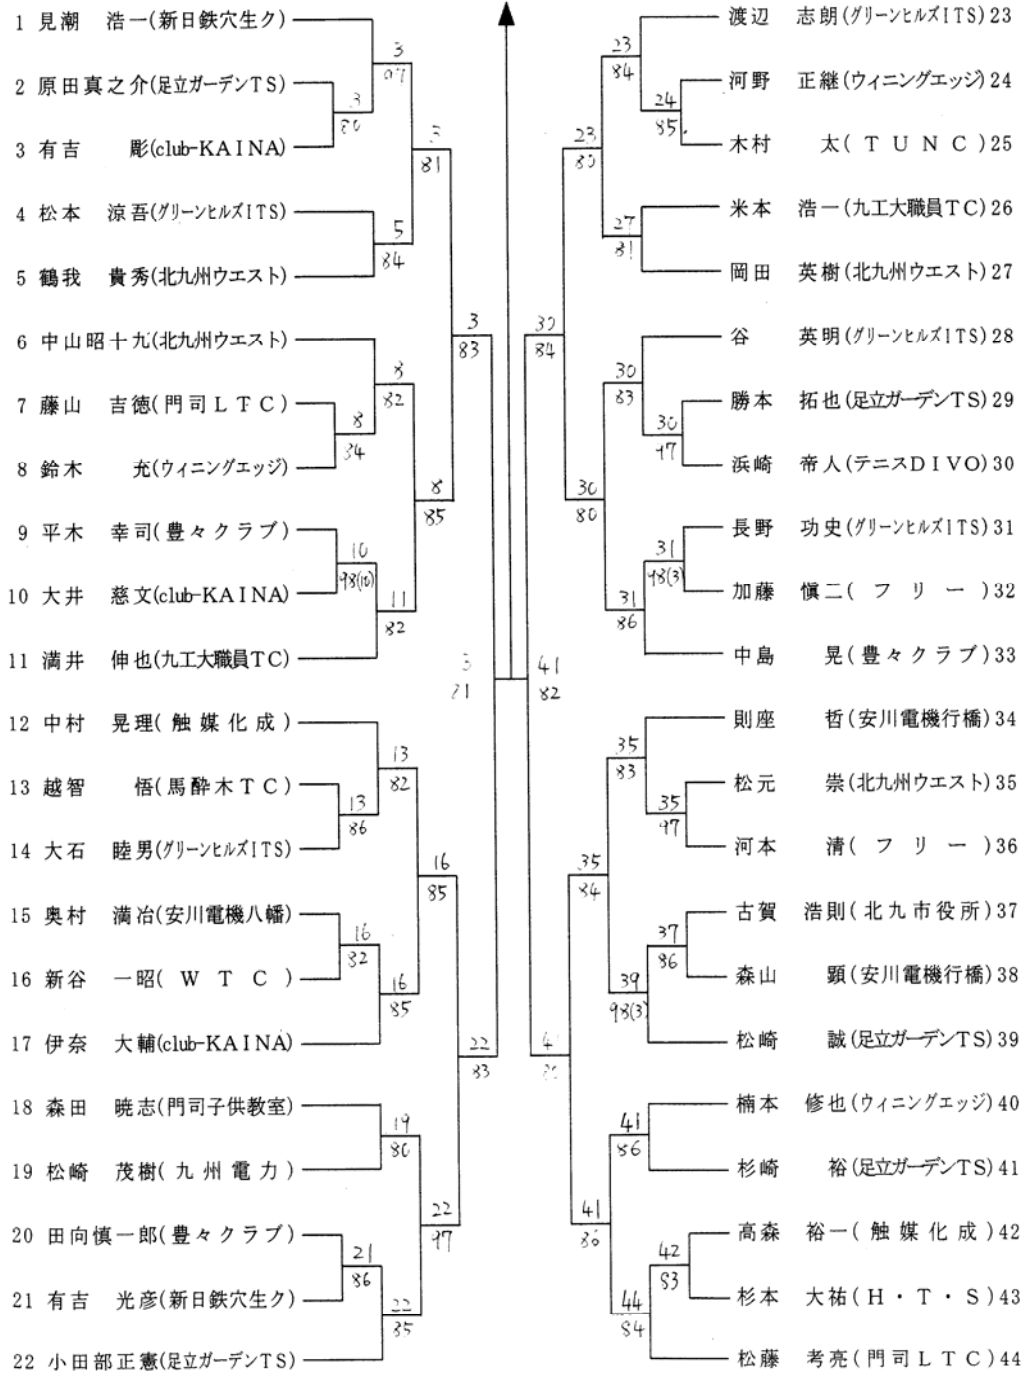 1 見潮 浩一(新日鉄穴生ク)
3
97
2 原田真之介(足立ガーデンTS)
3
80
3 有吉 彫(club-KAINA)
3
81
4 松本 涼吾(グリーンヒルズITS)
5
84
5 鶴我 貴秀(北九州ウエスト)
3
83
6 中山昭十九(北九州ウエスト)
8
82
7 藤山 吉徳(門司LTC)
8
84
8 鈴木 充(ウィニングエッジ)
8
85
9 平木 幸司(豊々クラブ)
10
98(10)
10 大井 慈文(club-KAINA)
11
82
11 満井 伸也(九工大職員TC)
3
81
12 中村 晃理(触媒化成)
13
82
13 越智 悟(馬酔木TC)
13
86
14 大石 睦男(グリーンヒルズITS)
16
85
15 奥村 満冶(安川電機八幡)
16
82
16 新谷 一昭(WTC)
16
85
17 伊奈 大輔(club-KAINA)
22
83
18 森田 暁志(門司子供教室)
19
80
19 松崎 茂樹(九州電力)
22
97
20 田向慎一郎(豊々クラブ)
21
86
21 有吉 光彦(新日鉄穴生ク)
22
85
22 小田部正憲(足立ガーデンTS)
渡辺 志朗(グリーンヒルズITS)23
23
84
河野 正継(ウィニングエッジ)24
24
85
木村 太(TUNC)25
23
80
米本 浩一(九工大職員TC)26
27
81
岡田 英樹(北九州ウエスト)27
30
84
谷 英明(グリーンヒルズITS)28
30
83
勝本 拓也(足立ガーデンTS)29
30
97
浜崎 帝人(テニスDIVO)30
30
80
長野 功史(グリーンヒルズITS)31
31
98(3)
加藤 慎二(フリー)32
31
86
中島 晃(豊々クラブ)33
41
82
則座 哲(安川電機行橋)34
35
83
松元 崇(北九州ウエスト)35
35
97
河本 清(フリー)36
35
84
古賀 浩則(北九市役所)37
37
86
森山 顕(安川電機行橋)38
39
98(3)
松崎 誠(足立ガーデンTS)39
楠本 修也(ウィニングエッジ)40
41
86
杉崎 裕(足立ガーデンTS)41
41
86
高森 裕一(触媒化成)42
42
83
杉本 大祐(H・T・S)43
44
84
松藤 考亮(門司LTC)44